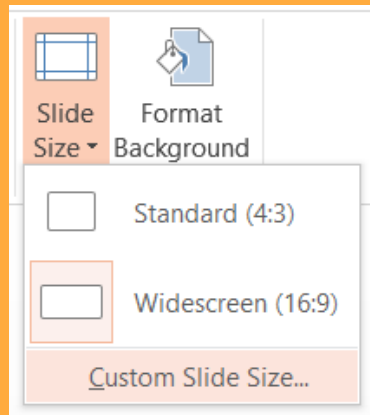 Slide Format
Size Background
Standard (4:3)
Widescreen (16:9)
Custom Slide Size...